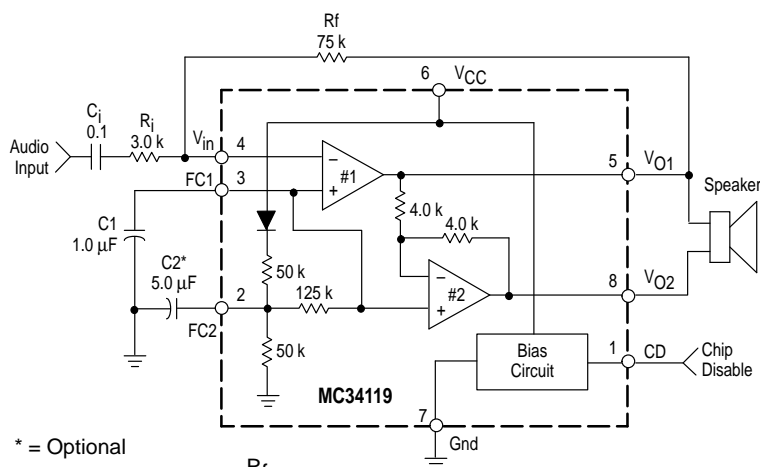 Rf
75 k
6
VCC
Ci
0.1
Ri
3.0 k
Audio
Input
Vin
4
FC1
3
−
+
#1
5
VO1
Speaker
C1
1.0 µF
C2*
5.0 µF
4.0 k
4.0 k
50 k
125 k
2
FC2
50 k
−
+
#2
8
VO2
Bias
Circuit
1
CD
Chip
Disable
MC34119
7
Gnd
* = Optional
Rf